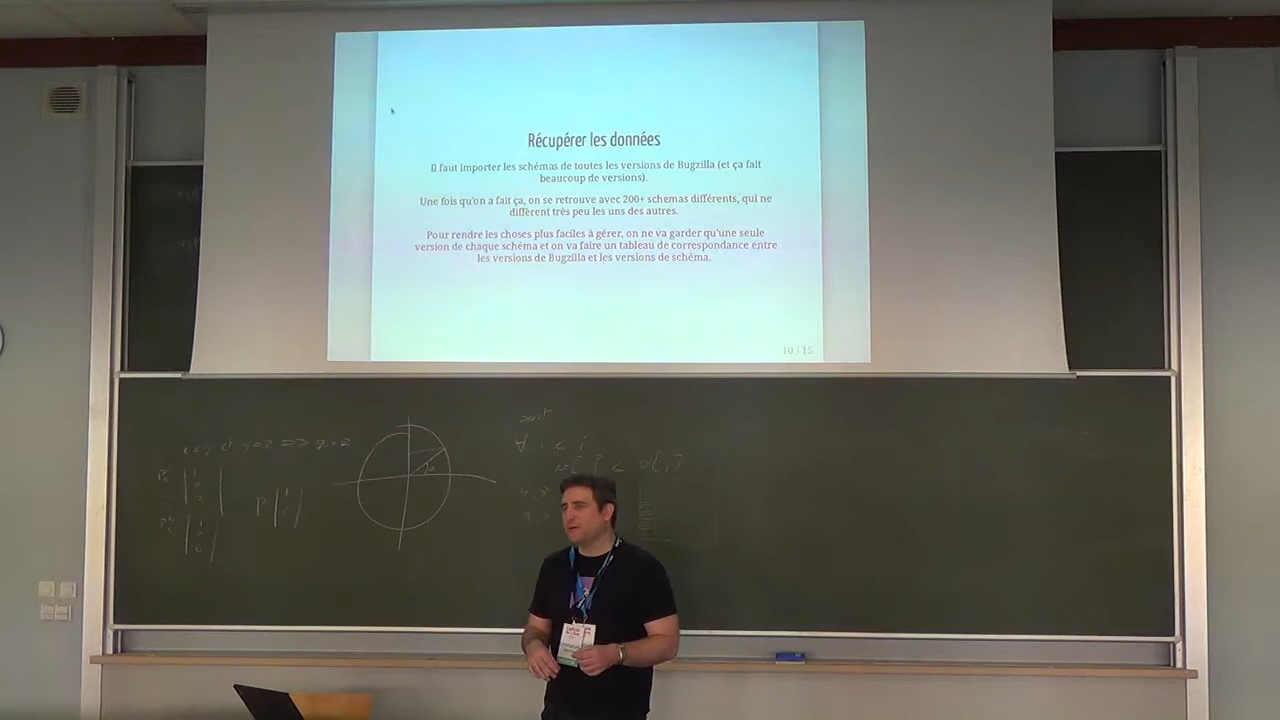 Récupérer les données
Il faut importer les schémas de toutes les versions de Bugzilla (et ça fait
beaucoup de versions).
Une fois qu'on a fait ça, on se retrouve avec 200+ schemas différents, qui ne
diffèrent très peu les uns des autres.
Pour rendre les choses plus faciles à gérer, on ne va garder qu'une seule
version de chaque schéma et on va faire un tableau de correspondance entre
les versions de Bugzilla et les versions de schéma.
10 / 15